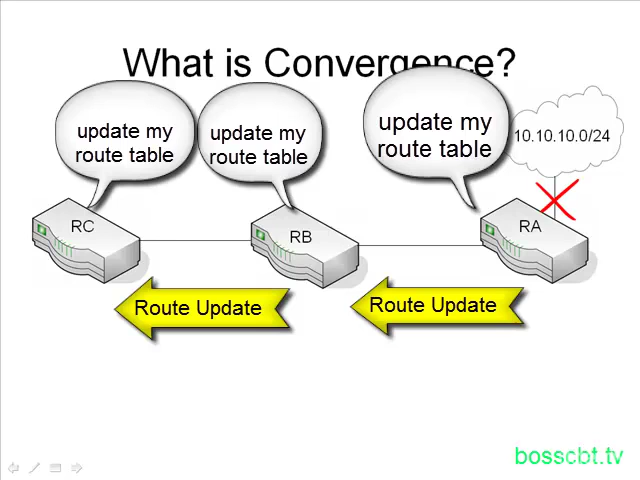 What is Convergence?
update my
route table
update my
route table
update my
route table
10.10.10.0/24
RC
RB
RA
Route Update
Route Update
bosscbt.tv